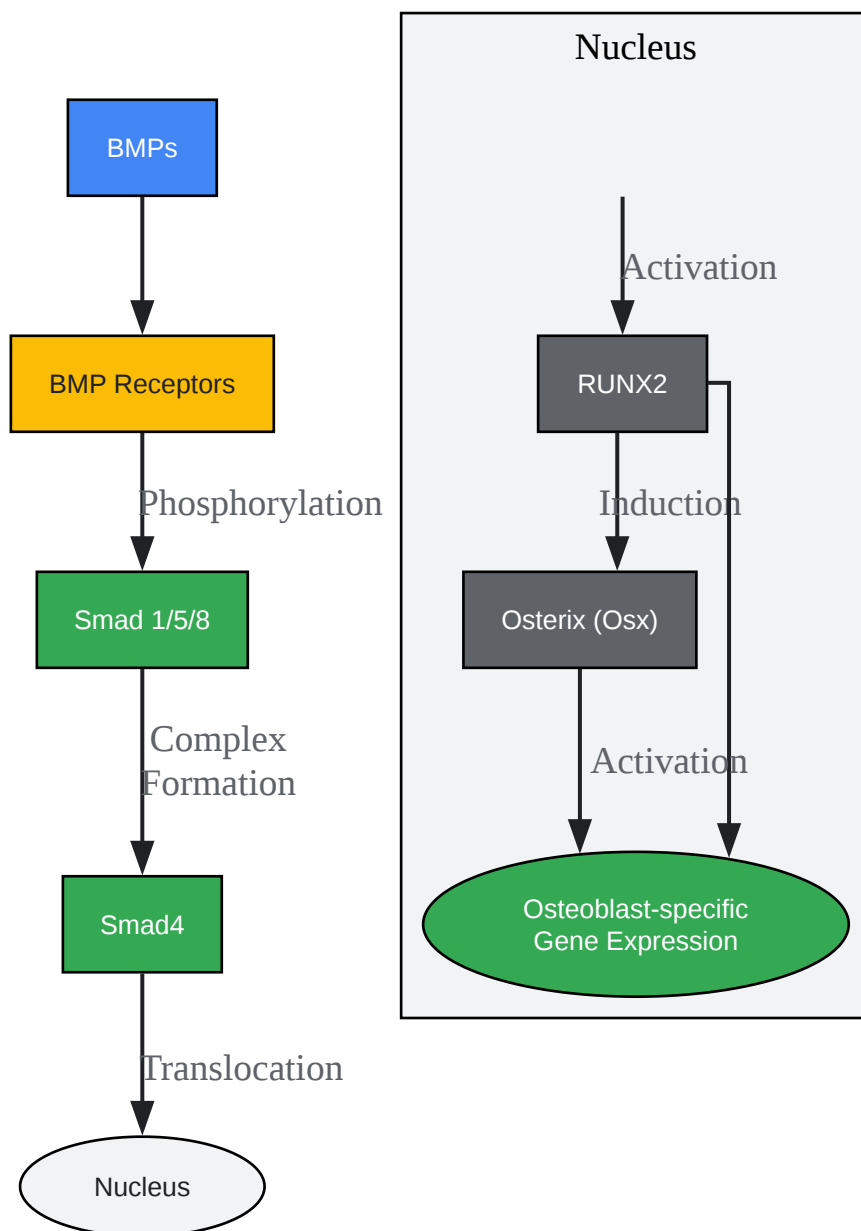 BMPs
BMP Receptors
Phosphorylation
Smad 1/5/8
Complex
Formation
Smad4
Translocation
Nucleus
Nucleus
Activation
RUNX2
Induction
Osterix (Osx)
Activation
Osteoblast-specific
Gene Expression